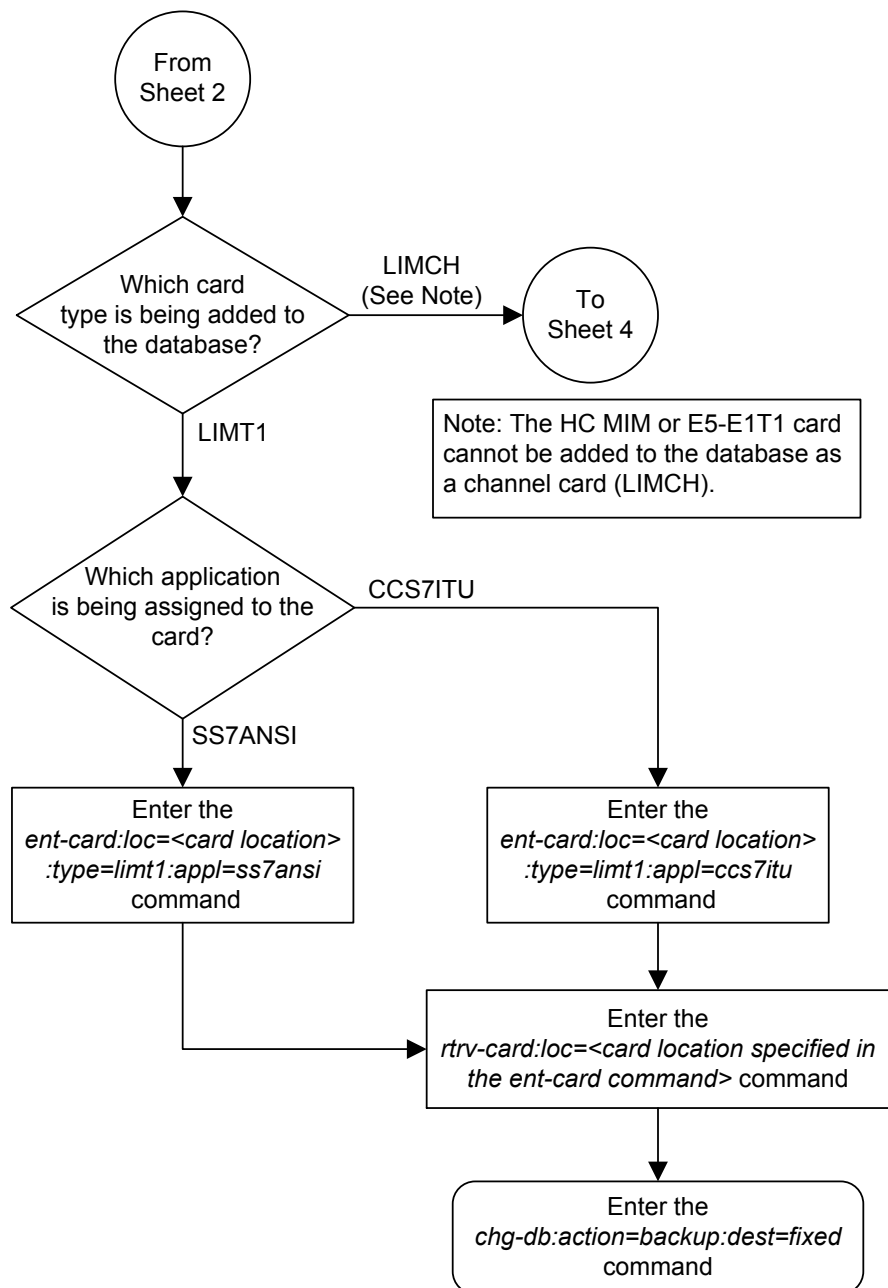 From
Sheet 2
Which card
type is being added to
the database?
LIMCH
(See Note)
To
Sheet 4
LIMT1
Note: The HC MIM or E5-E1T1 card
cannot be added to the database as
a channel card (LIMCH).
Which application
is being assigned to the
card?
CCS7ITU
SS7ANSI
Enter the
ent-card:loc=<card location>
:type=limt1:appl=ss7ansi
command
Enter the
ent-card:loc=<card location>
:type=limt1:appl=ccs7itu
command
Enter the
rtrv-card:loc=<card location specified in
the ent-card command> command
Enter the
chg-db:action=backup:dest=fixed
command